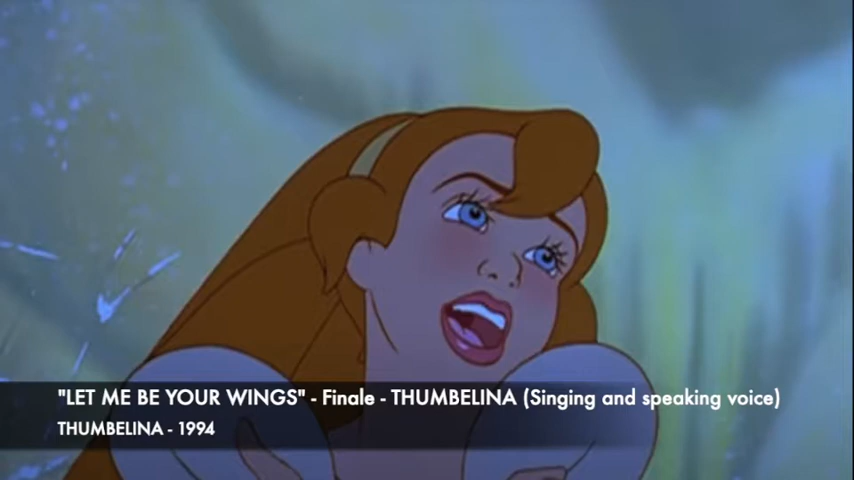 "LET ME BE YOUR WINGS" - Finale - THUMBELINA (Singing and speaking voice)
THUMBELINA - 1994